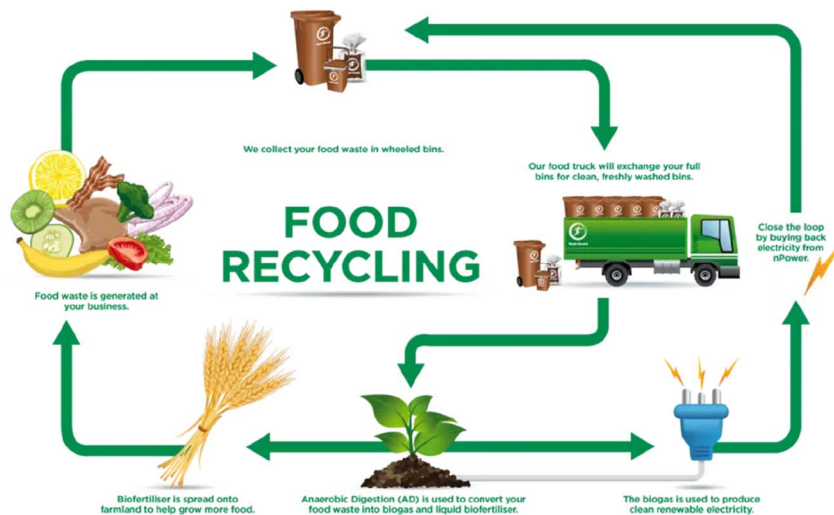 We collect your food waste in wheeled bins.
Our food truck will exchange your full
bins for clean, freshly washed bins.
FOOD
RECYCLING
Close the loop
by buying back
electricity from
nPower.
Food waste is generated at
your business.
Biofertiliser is spread onto
farmland to help grow more food.
Anaerobic Digestion (AD) is used to convert your
food waste into biogas and liquid biofertiliser.
The biogas is used to produce
clean renewable electricity.